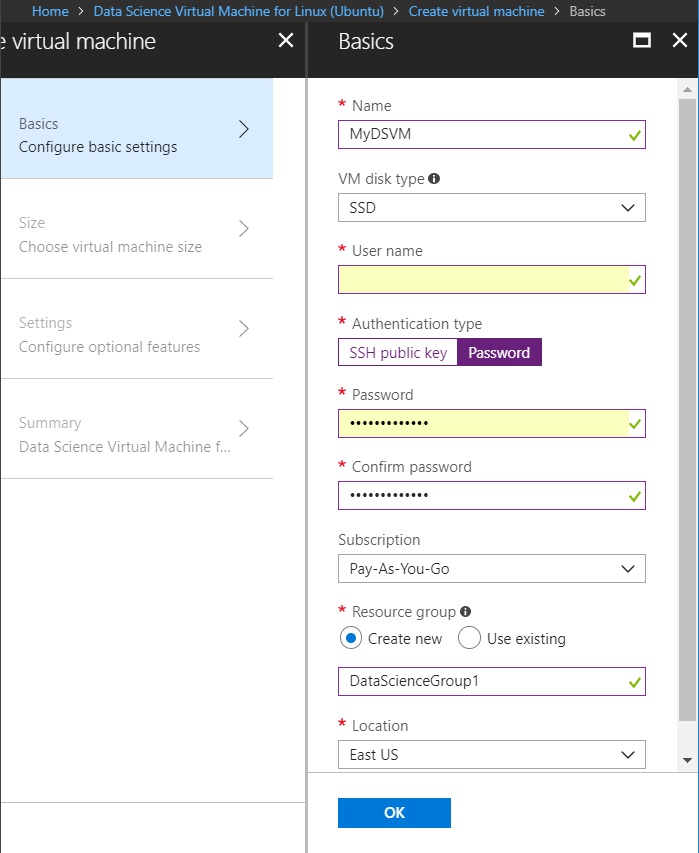 Home > Data Science Virtual Machine for Linux (Ubuntu) > Create virtual machine > Basics
e virtual machine
Basics
Configure basic settings
Size
Choose virtual machine size
Settings
Configure optional features
Summary
Data Science Virtual Machine f...
Basics
* Name
MyDSVM
VM disk type
SSD
* User name
* Authentication type
SSH public key Password
* Password
•••••••••••••
* Confirm password
•••••••••••••
Subscription
Pay-As-You-Go
* Resource group
Create new Use existing
DataScienceGroup1
* Location
East US
OK